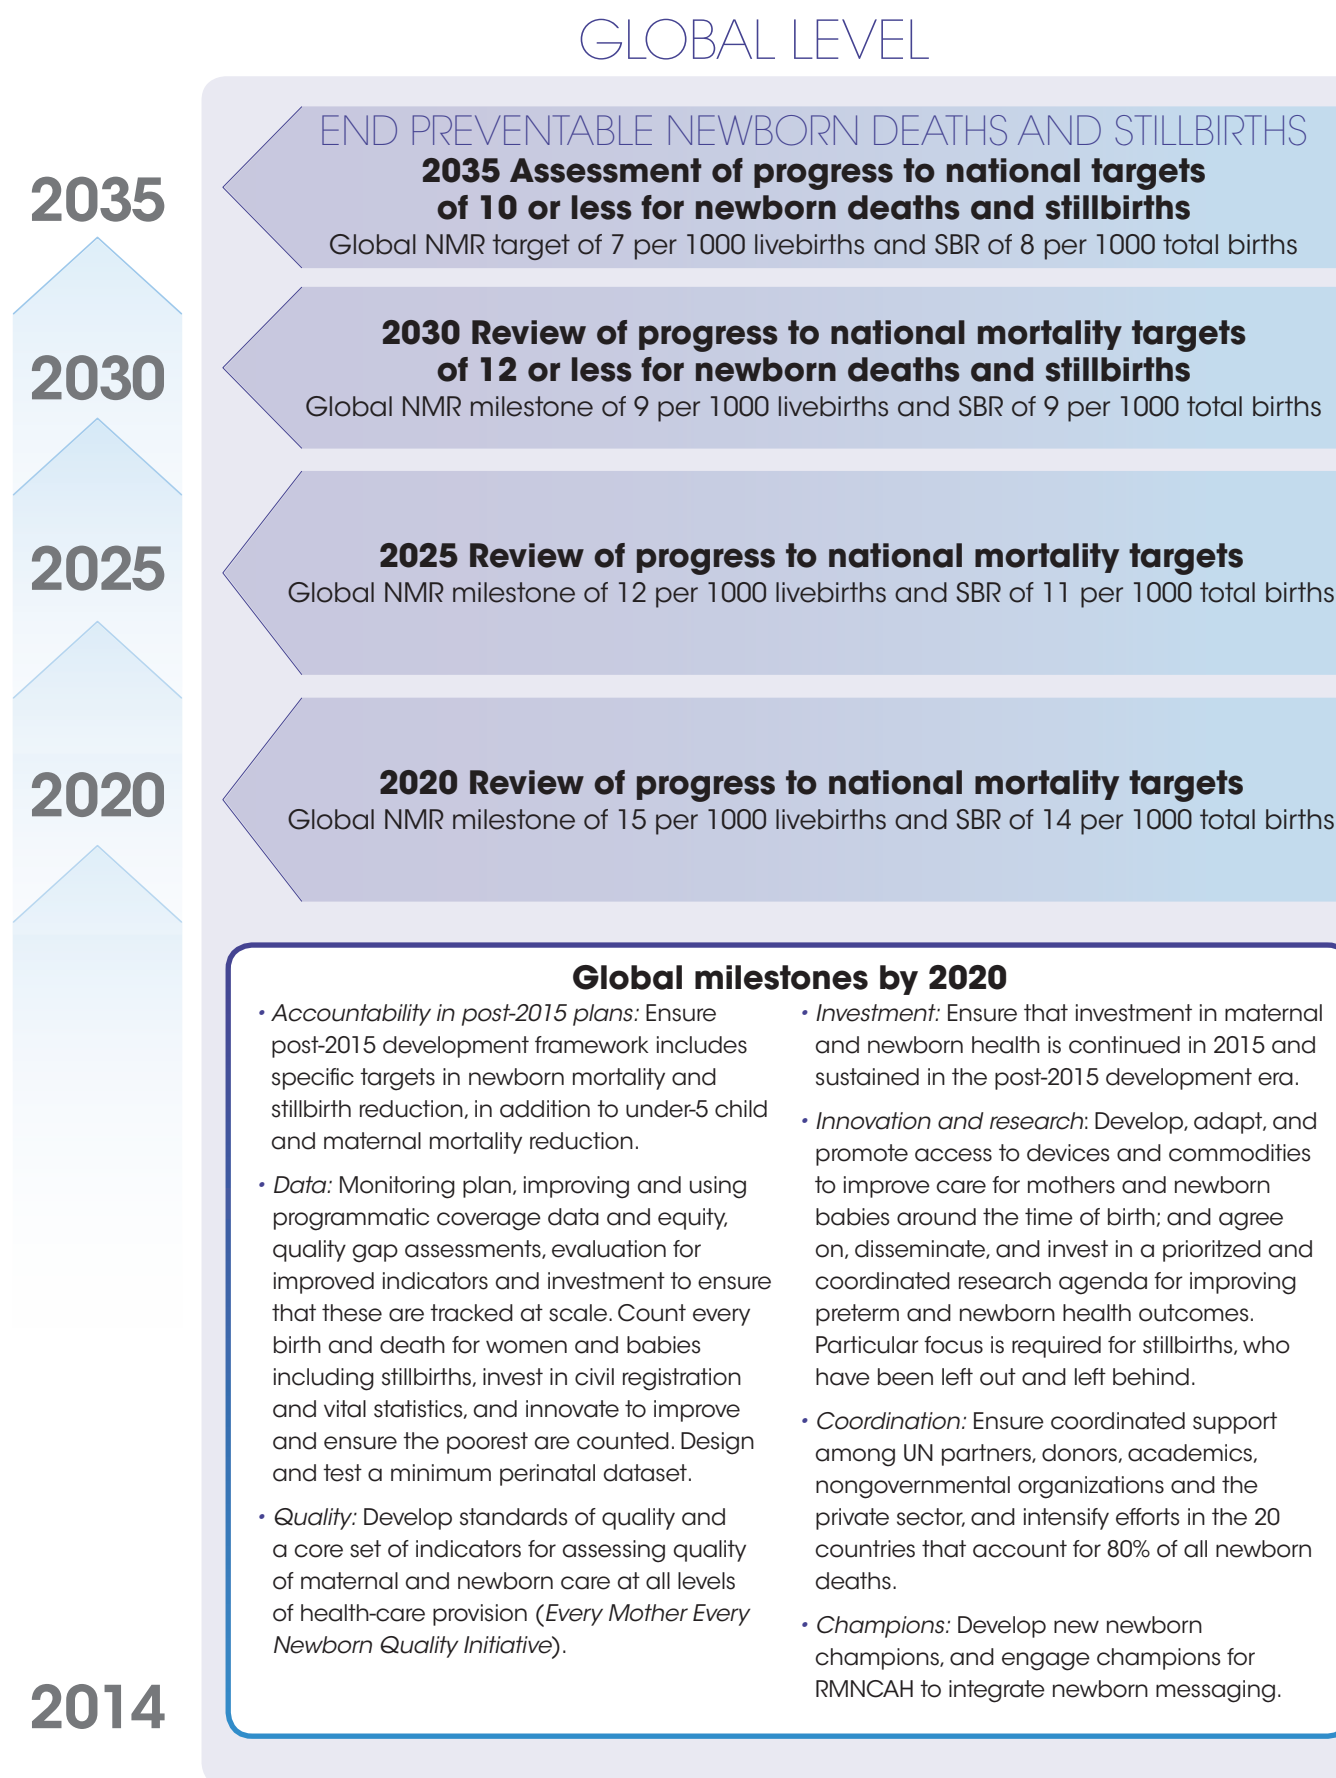 GLOBAL LEVEL
END PREVENTABLE NEWBORN DEATHS AND STILLBIRTHS
2035 Assessment of progress to national targets
of 10 or less for newborn deaths and stillbirths
Global NMR target of 7 per 1000 livebirths and SBR of 8 per 1000 total births
2035
2030 Review of progress to national mortality targets
of 12 or less for newborn deaths and stillbirths
Global NMR milestone of 9 per 1000 livebirths and SBR of 9 per 1000 total births
2030
2025 Review of progress to national mortality targets
Global NMR milestone of 12 per 1000 livebirths and SBR of 11 per 1000 total births
2025
2020 Review of progress to national mortality targets
Global NMR milestone of 15 per 1000 livebirths and SBR of 14 per 1000 total births
2020
Global milestones by 2020
• Accountability in post-2015 plans: Ensure
post-2015 development framework includes
specific targets in newborn mortality and
stillbirth reduction, in addition to under-5 child
and maternal mortality reduction.
• Data: Monitoring plan, improving and using
programmatic coverage data and equity,
quality gap assessments, evaluation for
improved indicators and investment to ensure
that these are tracked at scale. Count every
birth and death for women and babies
including stillbirths, invest in civil registration
and vital statistics, and innovate to improve
and ensure the poorest are counted. Design
and test a minimum perinatal dataset.
• Quality: Develop standards of quality and
a core set of indicators for assessing quality
of maternal and newborn care at all levels
of health-care provision (Every Mother Every
Newborn Quality Initiative).
• Investment: Ensure that investment in maternal
and newborn health is continued in 2015 and
sustained in the post-2015 development era.
• Innovation and research: Develop, adapt, and
promote access to devices and commodities
to improve care for mothers and newborn
babies around the time of birth; and agree
on, disseminate, and invest in a prioritzed and
coordinated research agenda for improving
preterm and newborn health outcomes.
Particular focus is required for stillbirths, who
have been left out and left behind.
• Coordination: Ensure coordinated support
among UN partners, donors, academics,
nongovernmental organizations and the
private sector, and intensify efforts in the 20
countries that account for 80% of all newborn
deaths.
• Champions: Develop new newborn
champions, and engage champions for
RMNCAH to integrate newborn messaging.
2014